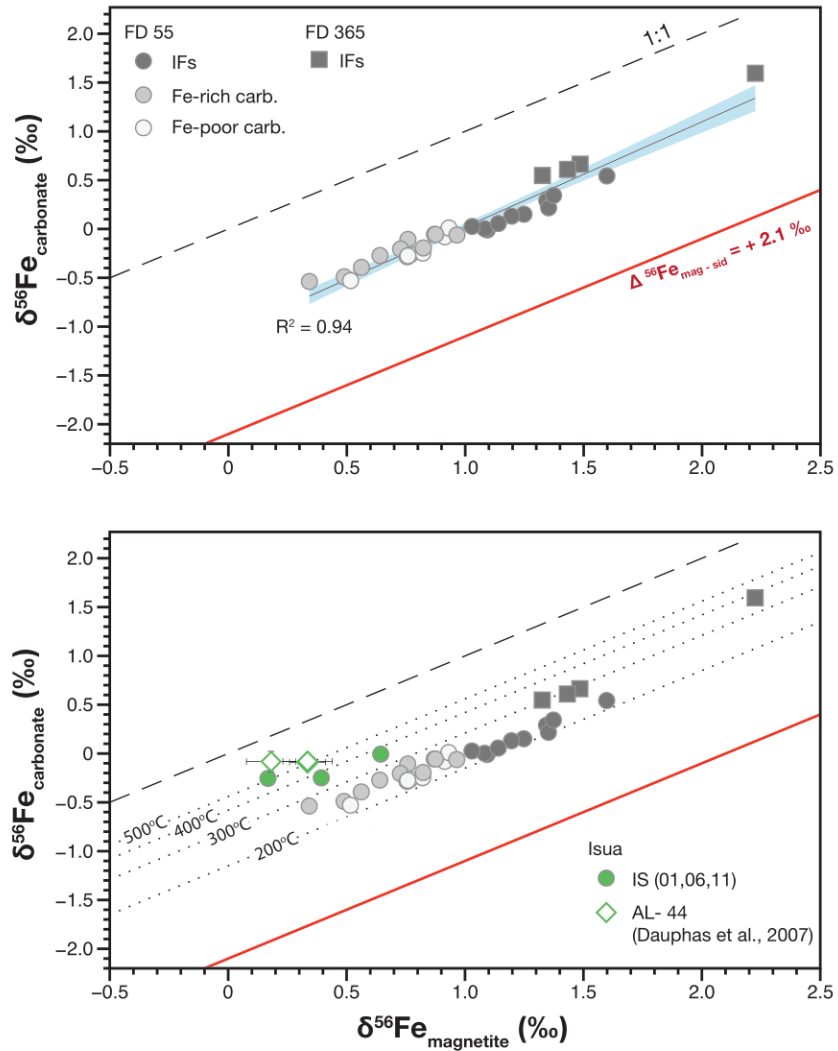 2.0
1.5
1.0
0.5
0
−0.5
−1.0
−1.5
−2.0
δ⁵⁶Fe_carbonate (‰)
FD 55 FD 365
IFs IFs
Fe-rich carb.
Fe-poor carb.
1:1
R² = 0.94
Δ ⁵⁶Fe_mag - sid = + 2.1 ‰
−0.5 0 0.5 1.0 1.5 2.0 2.5
2.0
1.5
1.0
0.5
0
−0.5
−1.0
−1.5
−2.0
δ⁵⁶Fe_carbonate (‰)
500°C
400°C
300°C
200°C
Isua
IS (01,06,11)
AL- 44
(Dauphas et al., 2007)
−0.5 0 0.5 1.0 1.5 2.0 2.5
δ⁵⁶Fe_magnetite (‰)